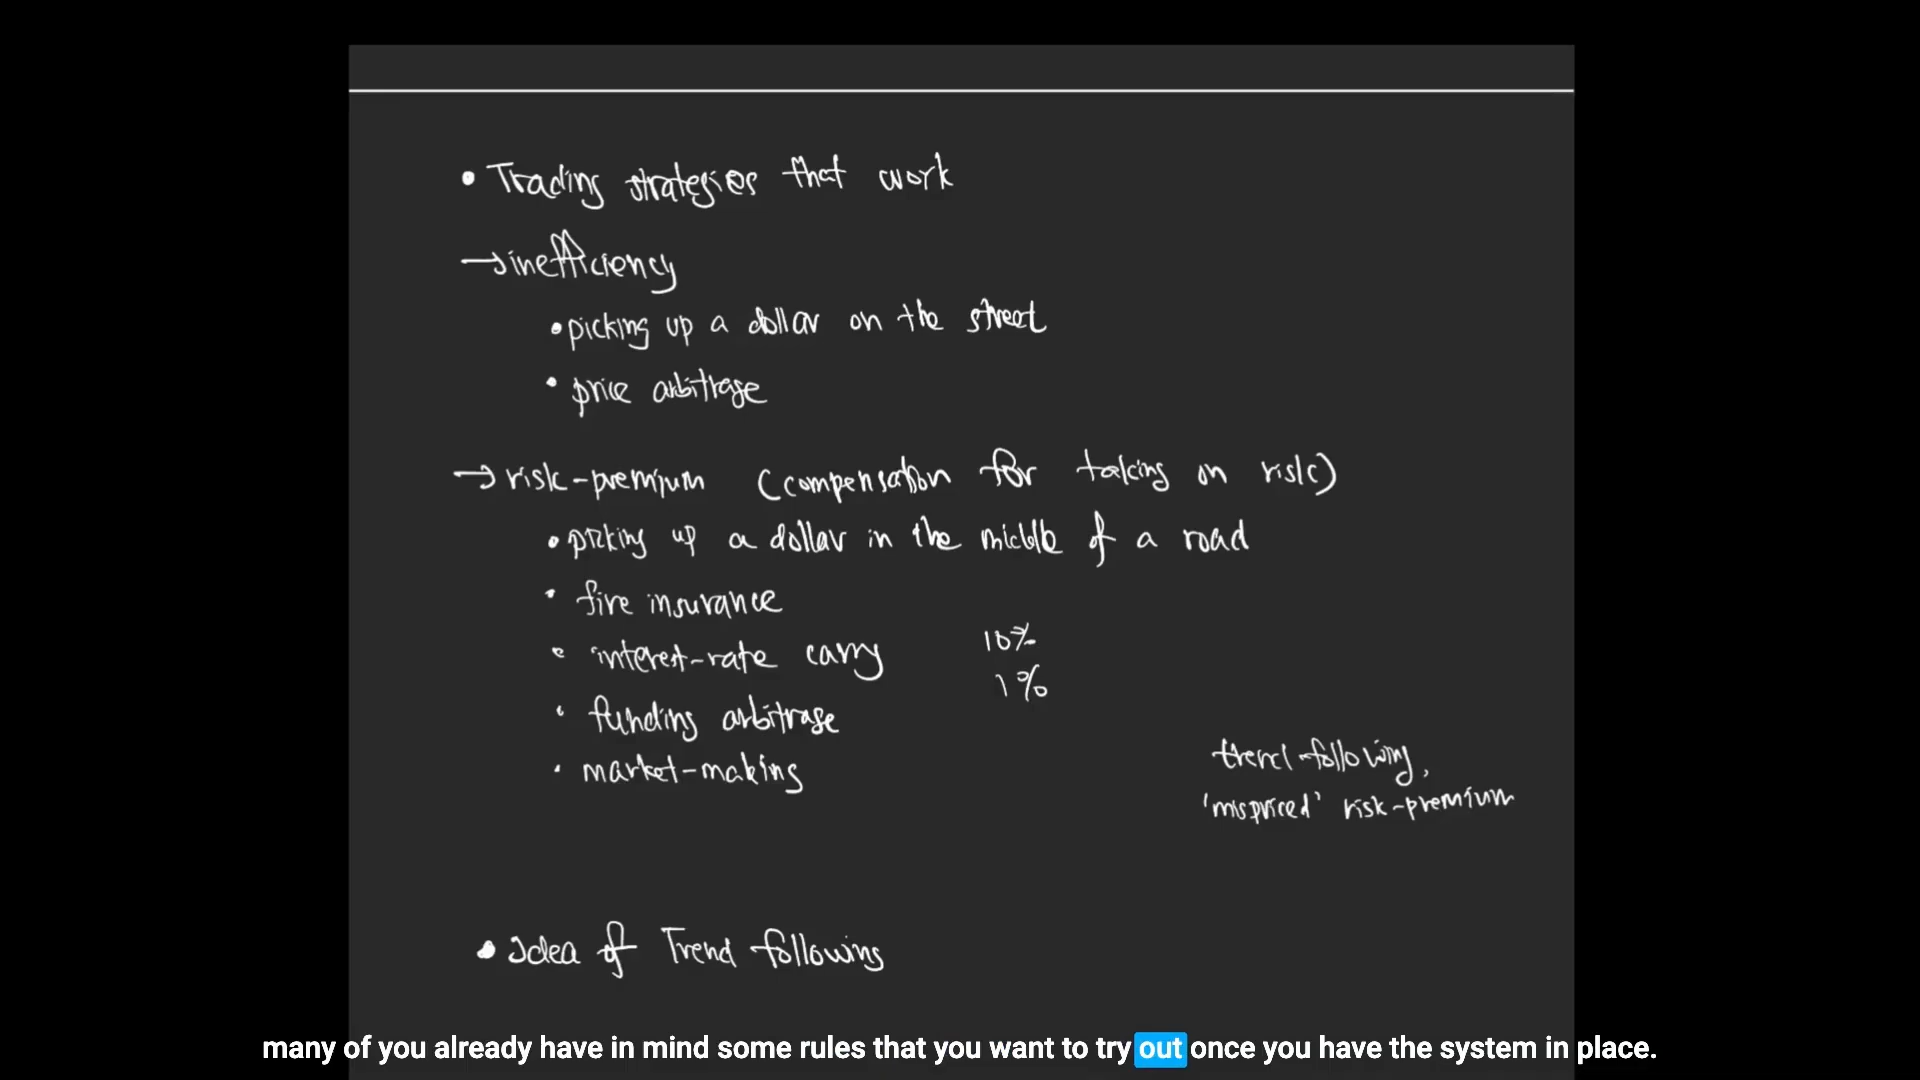 • Trading strategies that work
→ inefficiency
• picking up a dollar on the street
• price arbitrage
→ risk-premium (compensation for taking on risk)
• picking up a dollar in the middle of a road
• fire insurance
• interest-rate carry 10%
1%
• funding arbitrage
• market-making
trend-following,
'mispriced' risk-premium
• Idea of Trend following
many of you already have in mind some rules that you want to try out once you have the system in place.